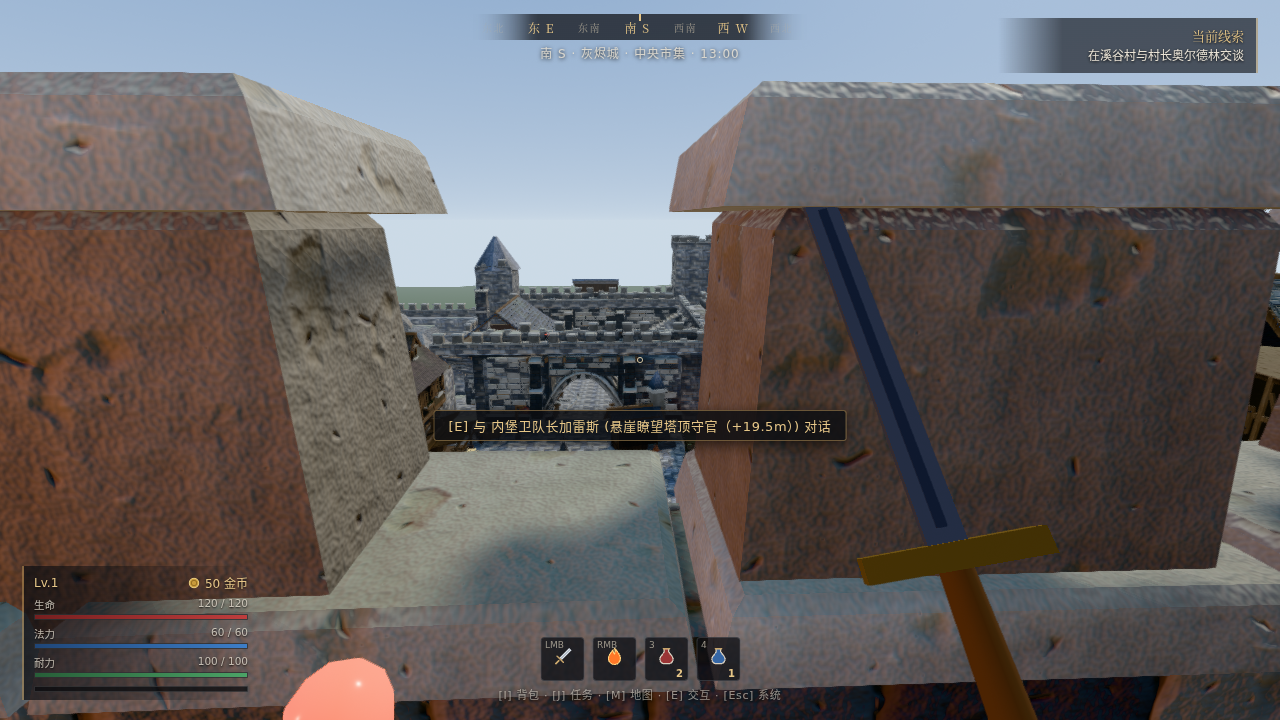 东 E 东南 南 S 西南 西 W
南 S · 灰烬城 · 中央市集 · 13:00
当前线索
在溪谷村与村长奥尔德林交谈
[E] 与 内堡卫队长加雷斯 (悬崖瞭望塔顶守官（+19.5m）) 对话
Lv.1 50 金币
生命 120 / 120
法力 60 / 60
耐力 100 / 100
LMB RMB 3 4
2 1
[I] 背包 · [J] 任务 · [M] 地图 · [E] 交互 · [Esc] 系统